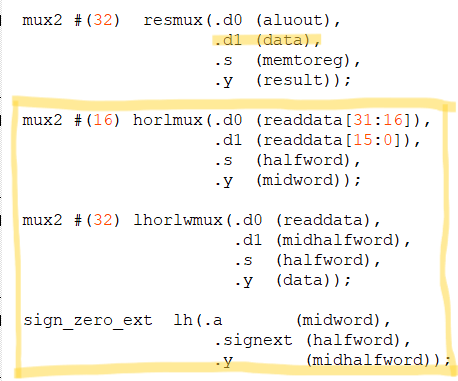 mux2 #(32) resmux(.d0 (aluout),
.d1 (data),
.s (memtoreg),
.y (result));
mux2 #(16) horlmux(.d0 (readdata[31:16]),
.d1 (readdata[15:0]),
.s (halfword),
.y (midword));
mux2 #(32) lhorlwmux(.d0 (readdata),
.d1 (midhalfword),
.s (halfword),
.y (data));
sign_zero_ext lh(.a (midword),
.signext (halfword),
.y (midhalfword));